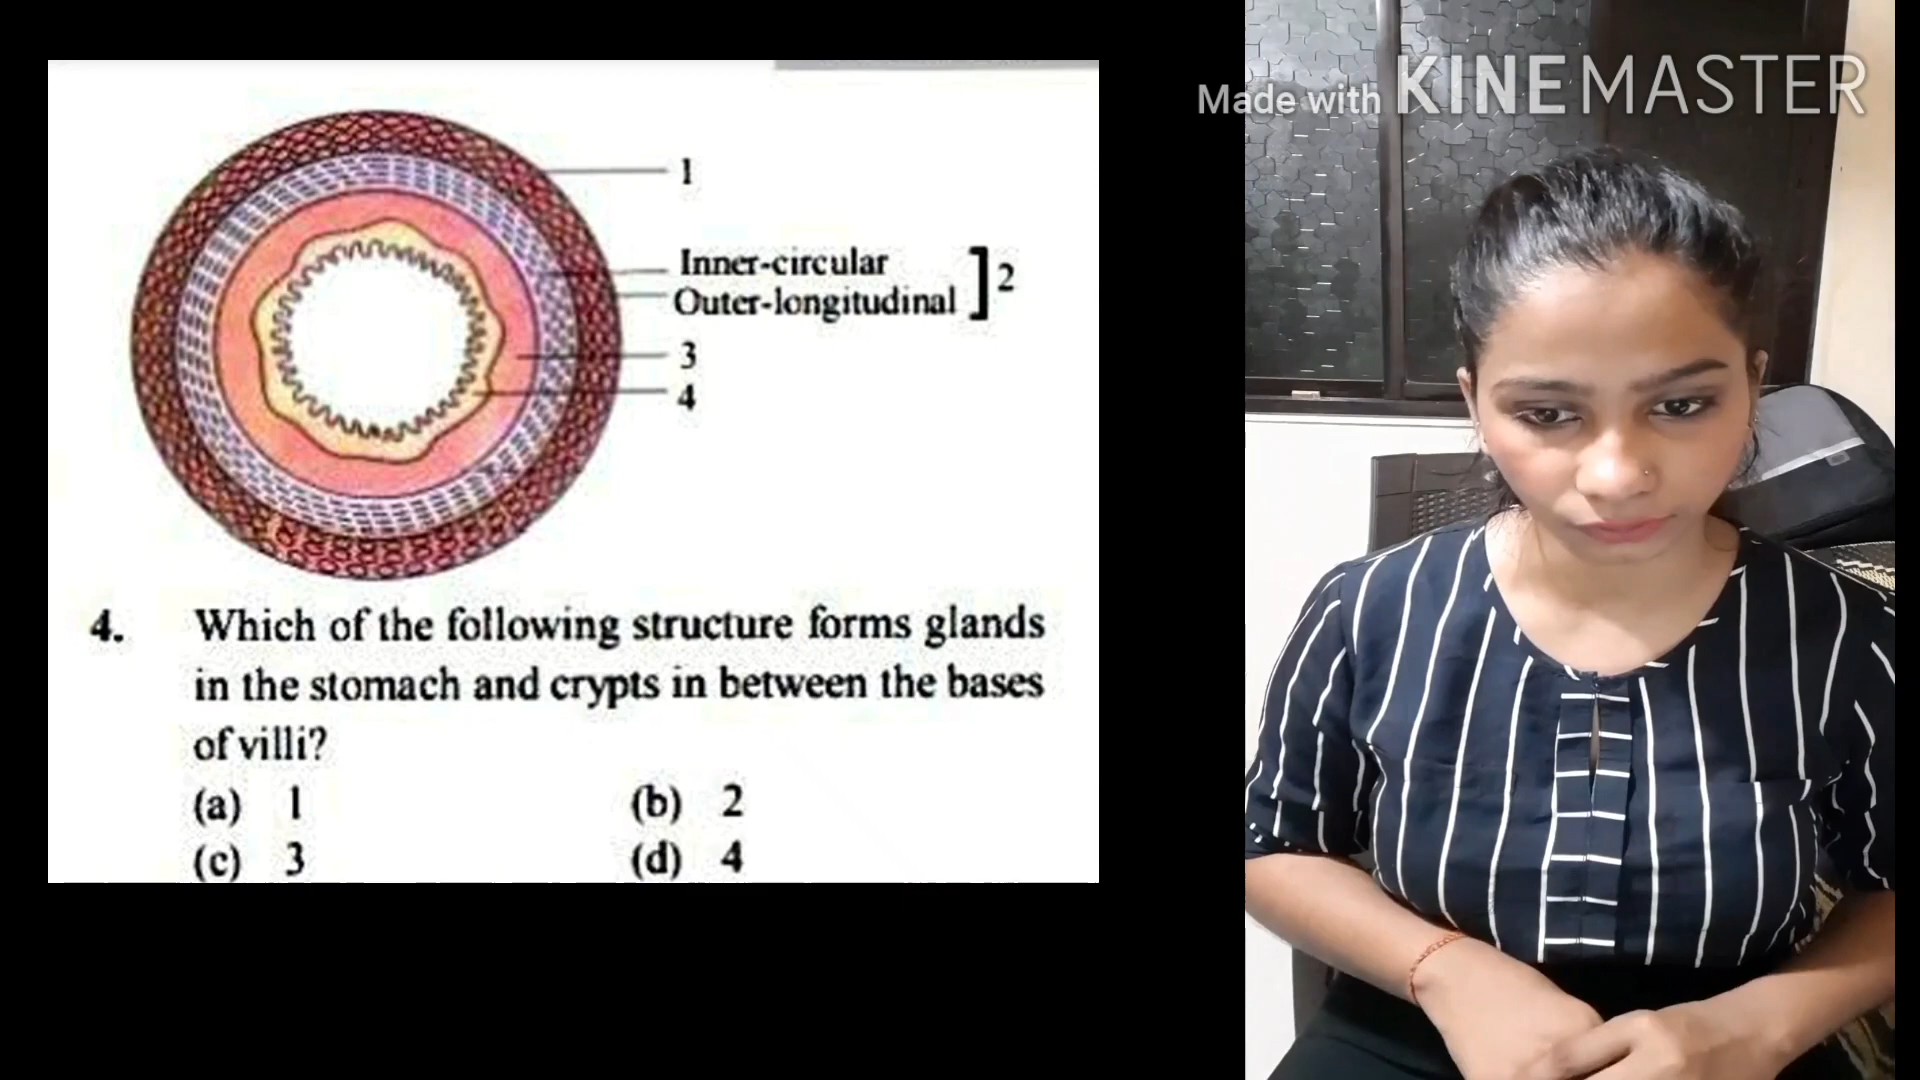 Made with KINEMASTER
1
Inner-circular
Outer-longitudinal ] 2
3
4
4. Which of the following structure forms glands
in the stomach and crypts in between the bases
of villi?
(a) 1 (b) 2
(c) 3 (d) 4